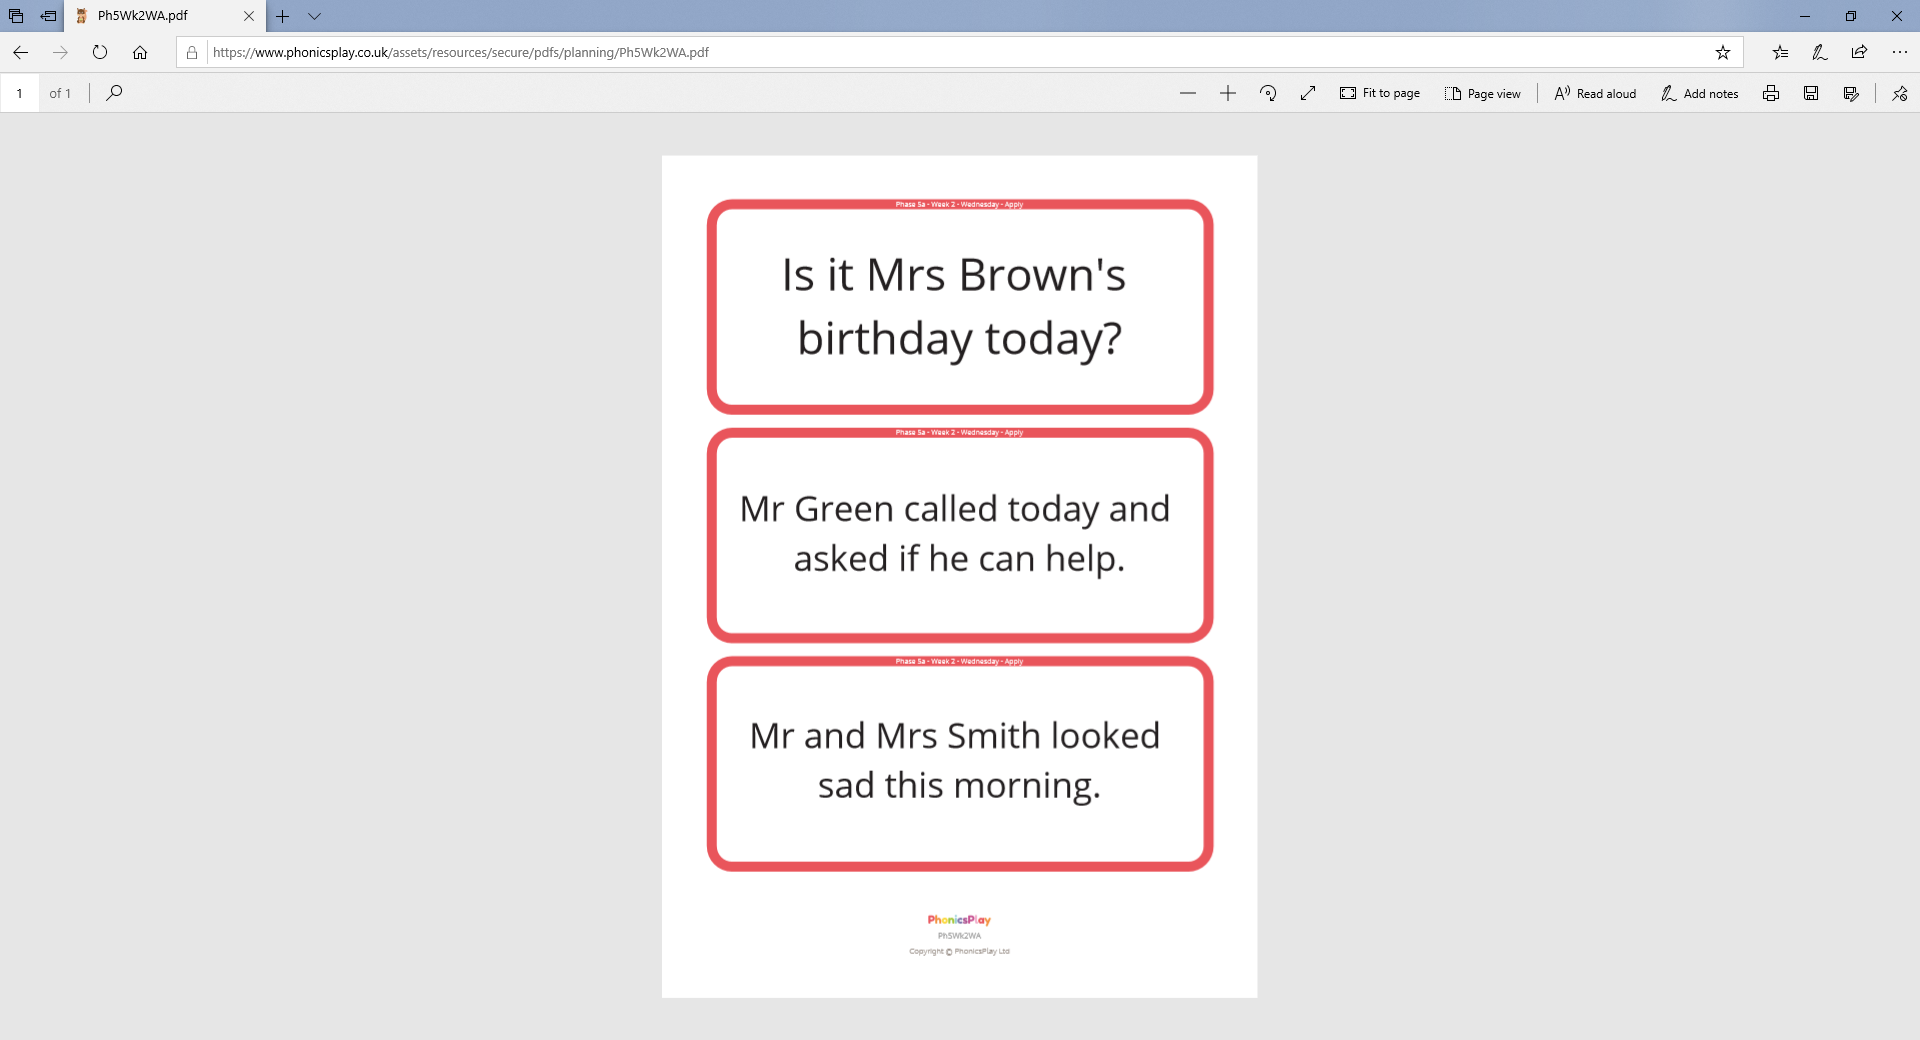 Ph5Wk2WA.pdf
https://www.phonicsplay.co.uk/assets/resources/secure/pdfs/planning/Ph5Wk2WA.pdf
1 of 1 Fit to page Page view Read aloud Add notes
Phase 5a - Week 2 - Wednesday - Apply
Is it Mrs Brown's
birthday today?
Phase 5a - Week 2 - Wednesday - Apply
Mr Green called today and
asked if he can help.
Phase 5a - Week 2 - Wednesday - Apply
Mr and Mrs Smith looked
sad this morning.
PhonicsPlay
Ph5Wk2WA
Copyright © PhonicsPlay Ltd